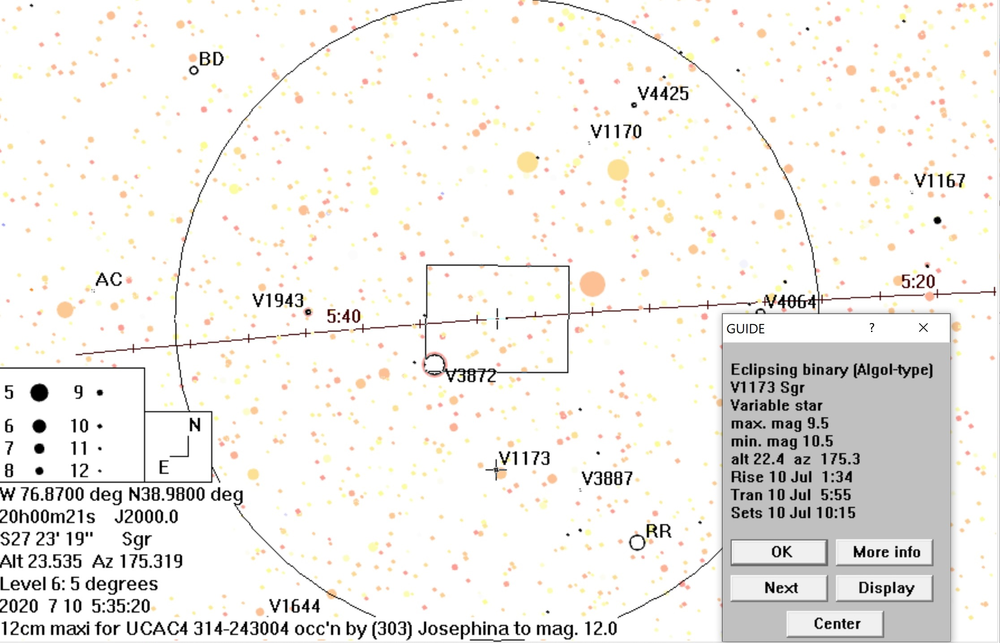 BD
V4425
V1170
V1167
AC
V1943
5:40
5:20
V4064
V3872
V1173
V3887
RR
V1644
5 9
6 10
7 11
8 12
N
E
W 76.8700 deg N38.9800 deg
20h00m21s J2000.0
S27 23' 19" Sgr
Alt 23.535 Az 175.319
Level 6: 5 degrees
2020 7 10 5:35:20
12cm maxi for UCAC4 314-243004 occ'n by (303) Josephina to mag. 12.0
GUIDE ? ×
Eclipsing binary (Algol-type)
V1173 Sgr
Variable star
max. mag 9.5
min. mag 10.5
alt 22.4 az 175.3
Rise 10 Jul 1:34
Tran 10 Jul 5:55
Sets 10 Jul 10:15
OK More info
Next Display
Center